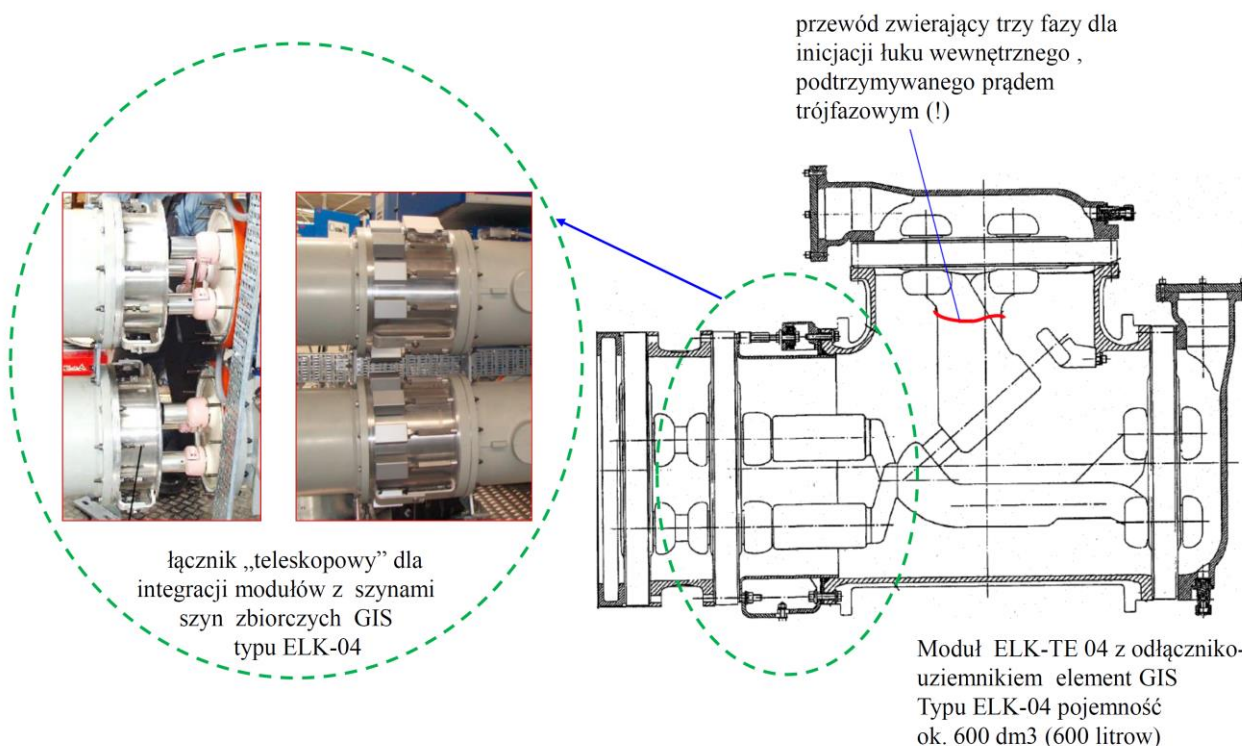 przewód zwierający trzy fazy dla
inicjacji łuku wewnętrznego ,
podtrzymywanego prądem
trójfazowym (!)
łącznik „teleskopowy” dla
integracji modułów z szynami
szyn zbiorczych GIS
typu ELK-04
Moduł ELK-TE 04 z odłączniko-
uziemnikiem element GIS
Typu ELK-04 pojemność
ok. 600 dm3 (600 litrow)